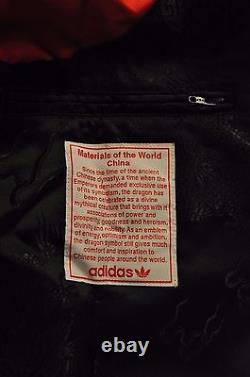 Materials of the World
China
Since the time of the ancient
Chinese dynasty, a time when the
Emperors demanded exclusive use
of its symbolism, the dragon has
been celebrated as a divine
mythical creature that brings with it
associations of power and
prosperity, goodness and heroism,
divinity and nobility. As an emblem
of energy, optimism and ambition,
the dragon symbol still gives much
comfort and inspiration to
Chinese people around the world.
adidas